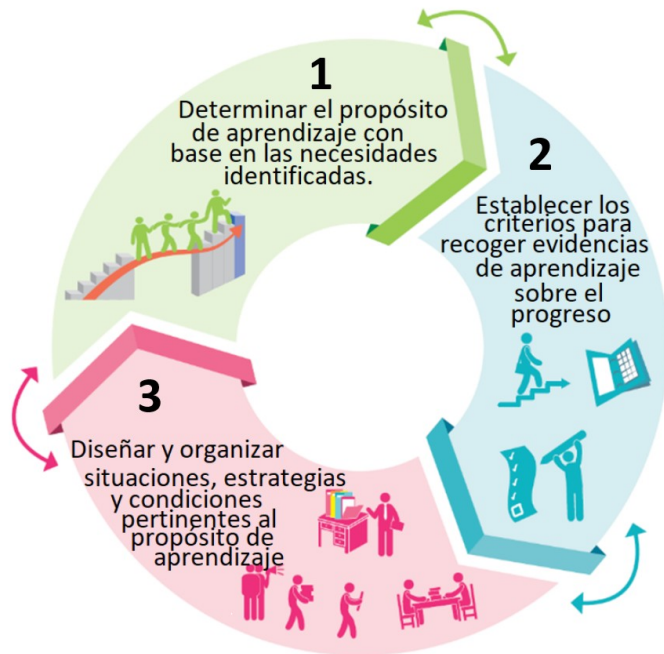 1
Determinar el propósito
de aprendizaje con
base en las necesidades
identificadas.
2
Establecer los
criterios para
recoger evidencias
de aprendizaje
sobre el
progreso
3
Diseñar y organizar
situaciones, estrategias
y condiciones
pertinentes al
propósito de
aprendizaje